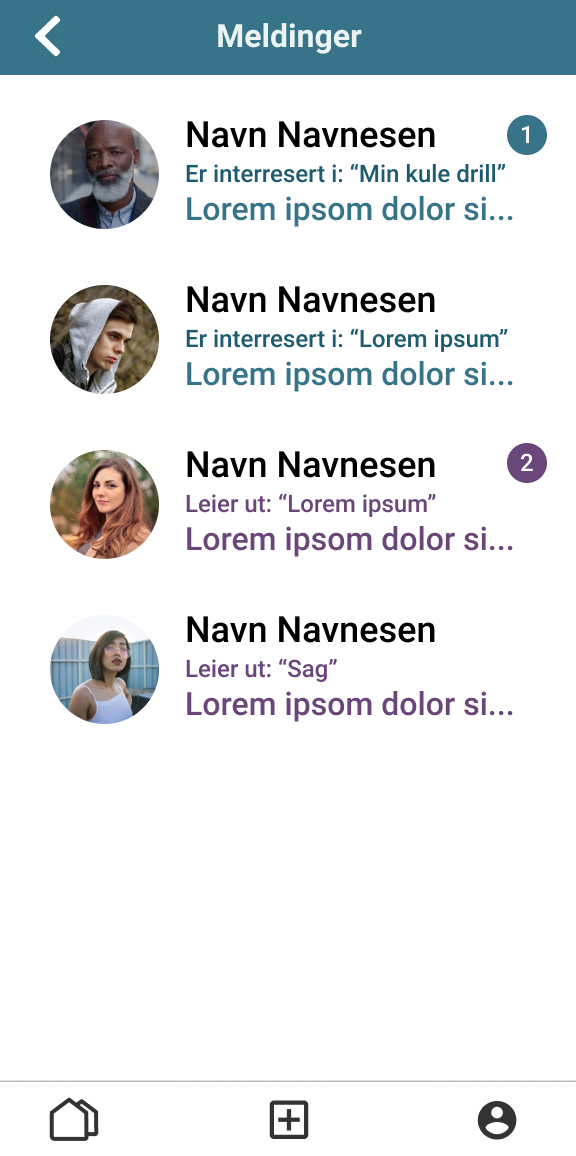 Meldinger
Navn Navnesen
1
Er interresert i: “Min kule drill”
Lorem ipsom dolor si...
Navn Navnesen
Er interresert i: “Lorem ipsum”
Lorem ipsom dolor si...
Navn Navnesen
2
Leier ut: “Lorem ipsum”
Lorem ipsom dolor si...
Navn Navnesen
Leier ut: “Sag”
Lorem ipsom dolor si...